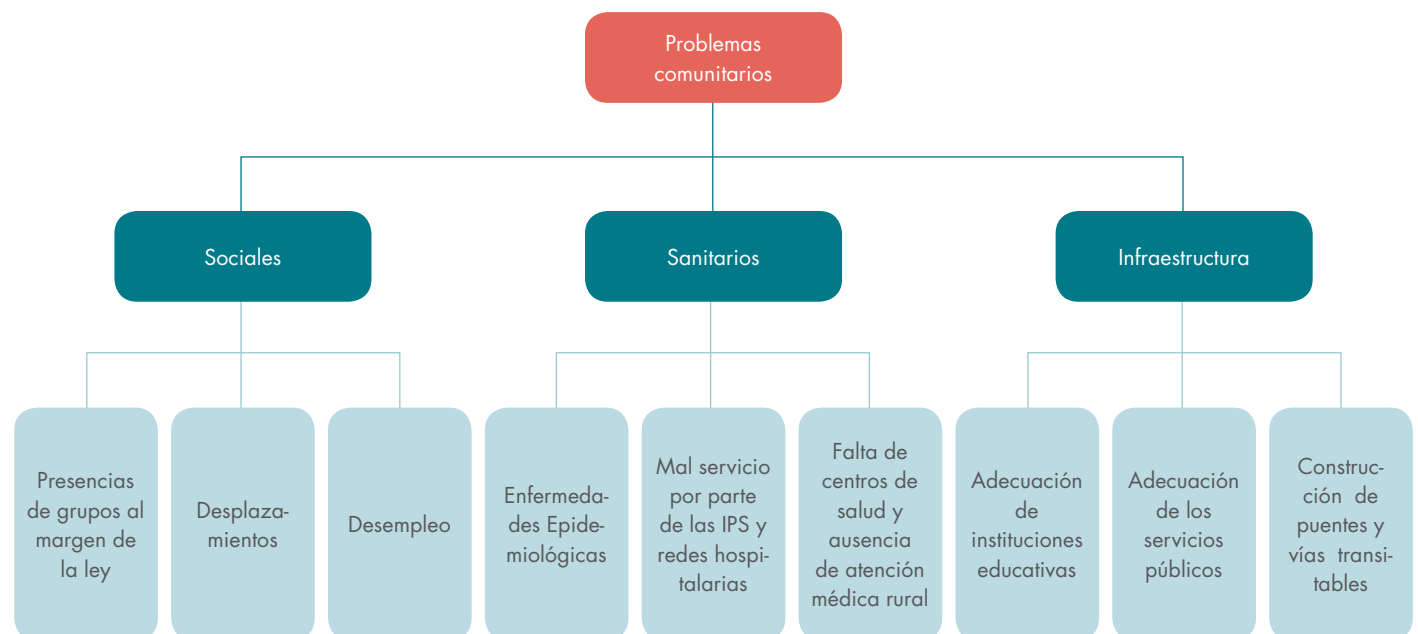 Problemas
comunitarios
Sociales
Sanitarios
Infraestructura
Presencias
de grupos al
margen de
la ley
Desplaza-
mientos
Desempleo
Enfermeda-
des Epide-
miológicas
Mal servicio
por parte
de las IPS y
redes hospi-
talarias
Falta de
centros de
salud y
ausencia
de atención
médica rural
Adecuación
de
instituciones
educativas
Adecuación
de los
servicios
públicos
Construc-
ción de
puentes y
vías transi-
tables